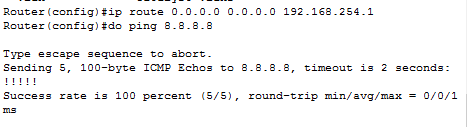 Router(config)#ip route 0.0.0.0 0.0.0.0 192.168.254.1
Router(config)#do ping 8.8.8.8
Type escape sequence to abort.
Sending 5, 100-byte ICMP Echos to 8.8.8.8, timeout is 2 seconds:
!!!!!
Success rate is 100 percent (5/5), round-trip min/avg/max = 0/0/1
ms